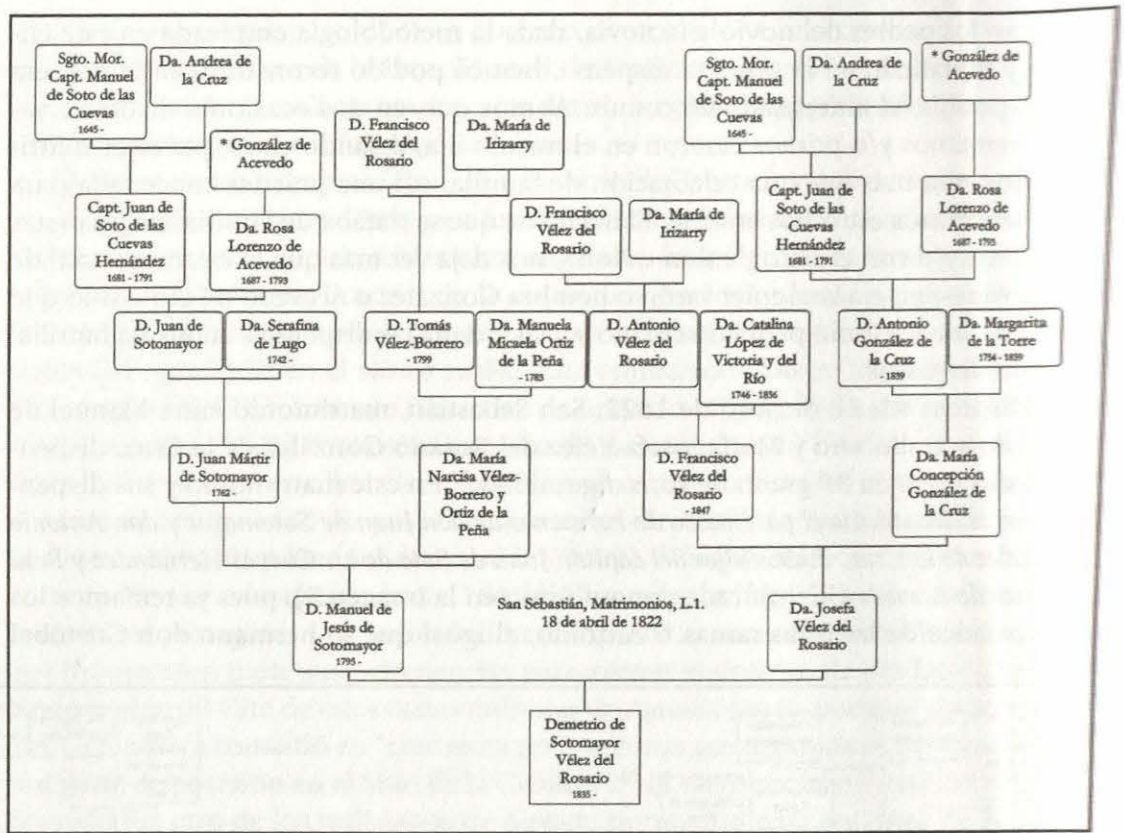 Sgto. Mor.
Capt. Manuel
de Soto de las
Cuevas
1645 -
Da. Andrea de
la Cruz
Sgto. Mor.
Capt. Manuel
de Soto de las
Cuevas
1645 -
Da. Andrea de
la Cruz
* González de
Acevedo
* González de
Acevedo
D. Francisco
Vélez del
Rosario
Da. María de
Irizarry
Capt. Juan de
Soto de las
Cuevas
Hernández
1681 - 1791
Da. Rosa
Lorenzo de
Acevedo
1687 - 1793
D. Francisco
Vélez del
Rosario
Da. María de
Irizarry
Capt. Juan de
Soto de las
Cuevas
Hernández
1681 - 1791
Da. Rosa
Lorenzo de
Acevedo
1687 - 1793
D. Juan de
Sotomayor
Da. Serafina
de Lugo
1742 -
D. Tomás
Vélez-Borrero
- 1799
Da. Manuela
Micaela Ortiz
de la Peña
- 1783
D. Antonio
Vélez del
Rosario
Da. Catalina
López de
Victoria y del
Río
1746 - 1836
D. Antonio
González de
la Cruz
- 1839
Da. Margarita
de la Torre
1754 - 1839
D. Juan Mártir
de Sotomayor
1762 -
Da. María
Narcisa Vélez-
Borrero y
Ortiz de la
Peña
D. Francisco
Vélez del
Rosario
- 1847
Da. María
Concepción
González de
la Cruz
D. Manuel de
Jesús de
Sotomayor
1795 -
San Sebastián, Matrimonios, L.1.
18 de abril de 1822
Da. Josefa
Vélez del
Rosario
Demetrio de
Sotomayor
Vélez del
Rosario
1835 -